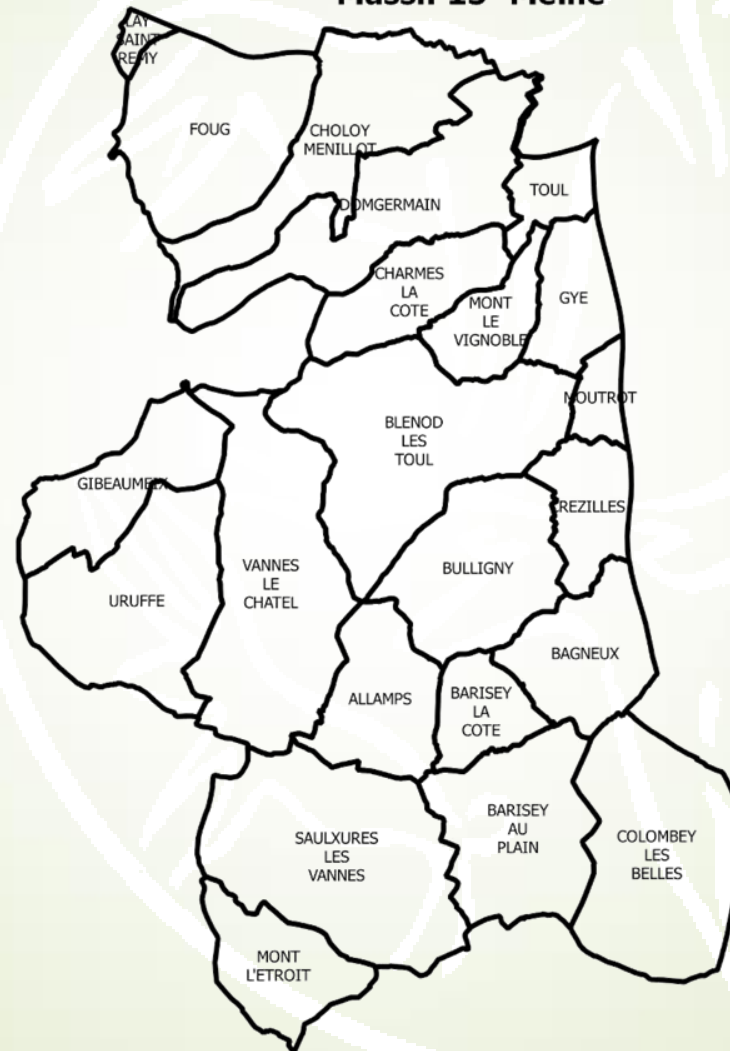 Massif 15- Meine
LAY
SAINT
REMY
FOUG
CHOLOY
MENILLOT
DOMGERMAIN
TOUL
CHARMES
LA
COTE
MONT
LE
VIGNOBLE
GYE
MOUTROT
BLENOD
LES
TOUL
GIBEAUMEIX
CREZILLES
VANNES
LE
CHATEL
BULLIGNY
URUFFE
BAGNEUX
ALLAMPS
BARISEY
LA
COTE
SAULXURES
LES
VANNES
BARISEY
AU
PLAIN
COLOMBEY
LES
BELLES
MONT
L'ETROIT